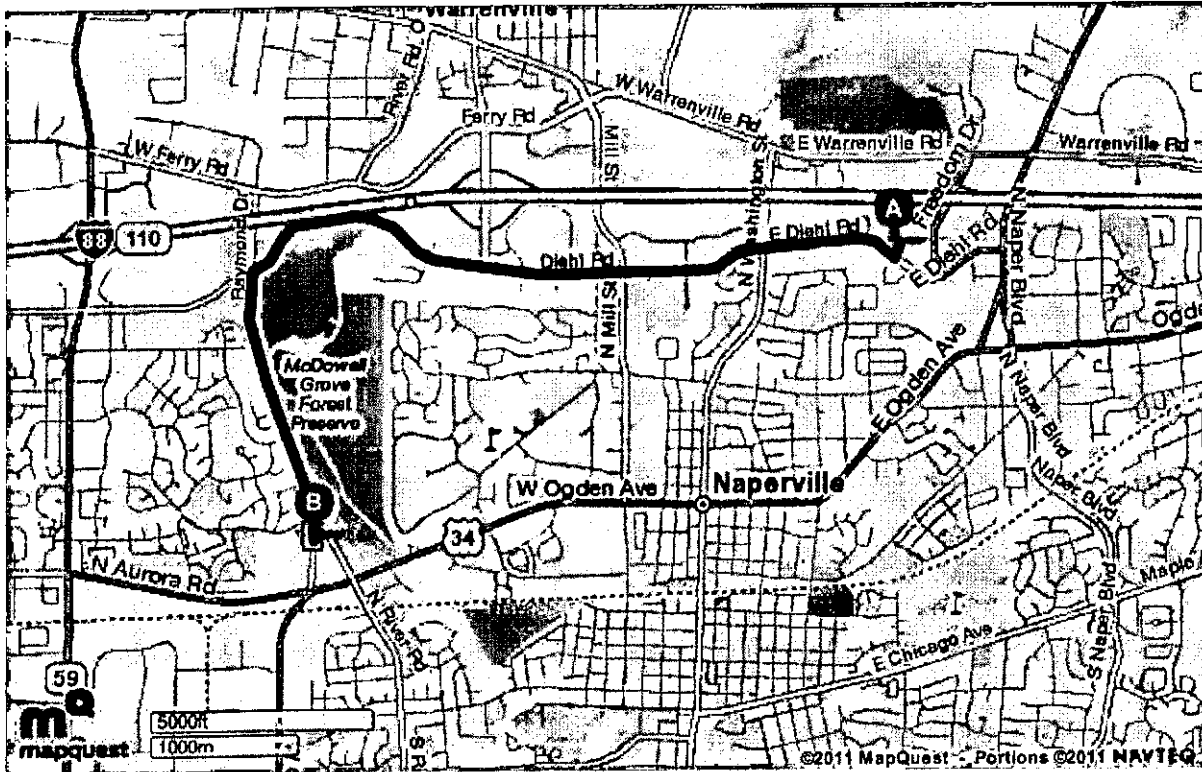 Warrenville
River Rd
W Warrenville Rd
Ferry Rd
Mill St
E Warrenville Rd
Freedom Dr
Warrenville Rd
W Ferry Rd
N Washington St
N Naper Blvd
A
88
110
Raymond Dr
E Diehl Rd
E Diehl Rd
Diehl Rd
N Mill St
McDowell
Grove
Forest
Preserve
E Ogden Ave
N Naper Blvd
Naper Blvd
B
W Ogden Ave
Naperville
34
N Aurora Rd
N River Rd
Maple
E Chicago Ave
S Naper Blvd
59
mq
mapquest
5000ft
1000m
S R
©2011 MapQuest - Portions ©2011 NAVTEQ